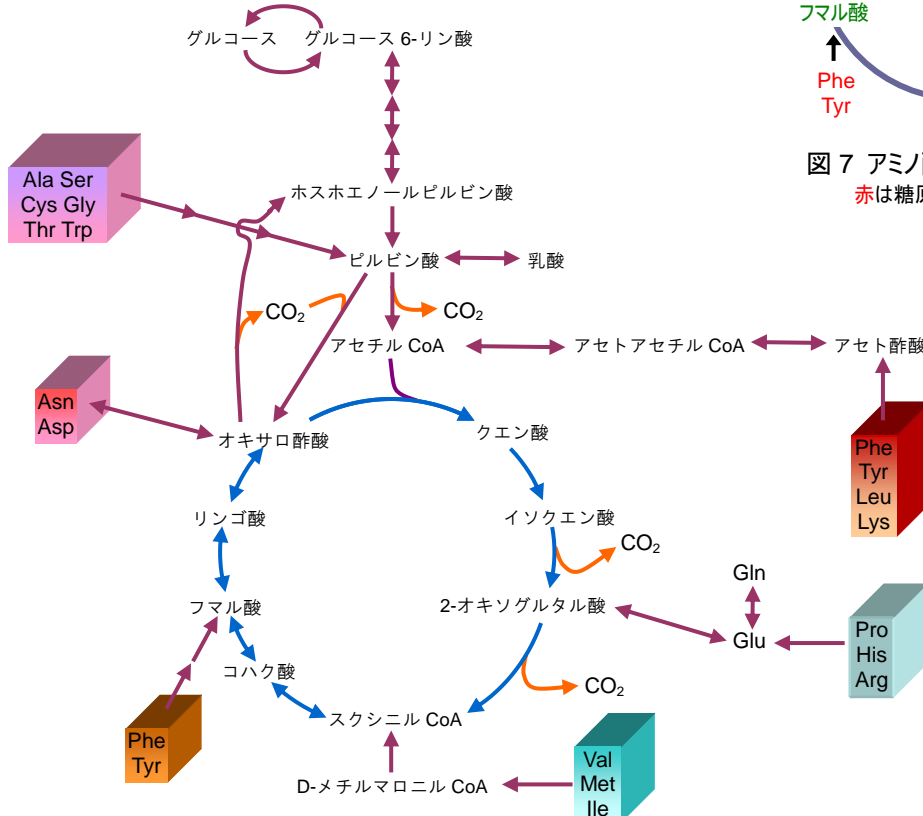 グルコース
グルコース 6-リン酸
フマル酸
Phe
Tyr
図 7 アミノ酸
赤は糖原
Ala Ser
Cys Gly
Thr Trp
ホスホエノールピルビン酸
ピルビン酸
乳酸
CO₂
CO₂
アセチル CoA
アセトアセチル CoA
アセト酢酸
Asn
Asp
オキサロ酢酸
クエン酸
Phe
Tyr
Leu
Lys
リンゴ酸
イソクエン酸
CO₂
Gln
フマル酸
2-オキソグルタル酸
Glu
Pro
His
Arg
コハク酸
CO₂
スクシニル CoA
Phe
Tyr
D-メチルマロニル CoA
Val
Met
Ile